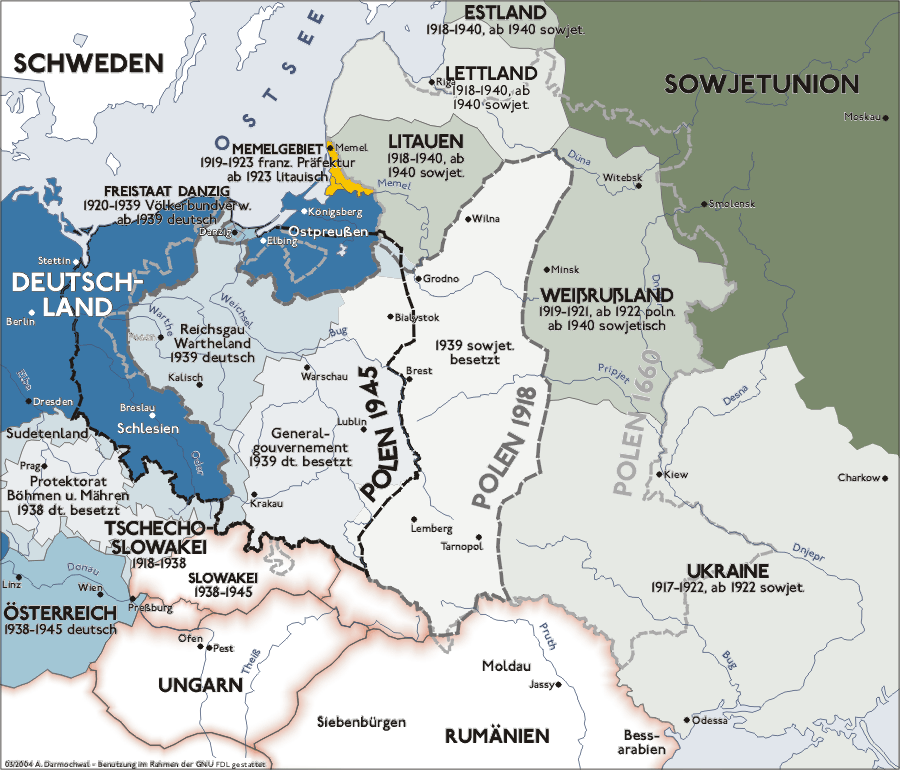 ESTLAND
1918-1940, ab 1940 sowjet.
SCHWEDEN
OSTSEE
LETTLAND
1918-1940, ab
1940 sowjet.
Riga
SOWJETUNION
Moskau
MEMELGEBIET
1919-1923 franz. Präfektur
ab 1923 litauisch
Memel
LITAUEN
1918-1940, ab
1940 sowjet.
Memel
Düna
Witebsk
Smolensk
FREISTAAT DANZIG
1920-1939 Völkerbundverw.
ab 1939 deutsch
Danzig
Königsberg
Elbing
Ostpreußen
Wilna
Stettin
DEUTSCH-
LAND
Berlin
Grodno
Minsk
WEIßRUßLAND
1919-1921, ab 1922 poln.
ab 1940 sowjetisch
Warthe
Weichsel
Bug
Bialystok
Reichsgau
Wartheland
1939 deutsch
1939 sowjet.
besetzt
Kalisch
Warschau
Brest
Pripjet
Desna
Dresden
Breslau
Schlesien
Oder
Lublin
POLEN 1945
POLEN 1918
POLEN 1660
Sudetenland
General-
gouvernement
1939 dt. besetzt
Prag
Protektorat
Böhmen u. Mähren
1938 dt. besetzt
Krakau
Kiew
Charkow
TSCHECHO-
SLOWAKEI
1918-1938
Lemberg
Tarnopol
Dnjepr
SLOWAKEI
1938-1945
UKRAINE
1917-1922, ab 1922 sowjet.
Donau
Linz
Wien
Preßburg
ÖSTERREICH
1938-1945 deutsch
Ofen
Pest
Theiß
UNGARN
Pruth
Moldau
Jassy
Bug
Siebenbürgen
RUMÄNIEN
Odessa
Bess-
arabien
03/2004 A. Darmochwal - Benutzung im Rahmen der GNU FDL gestattet